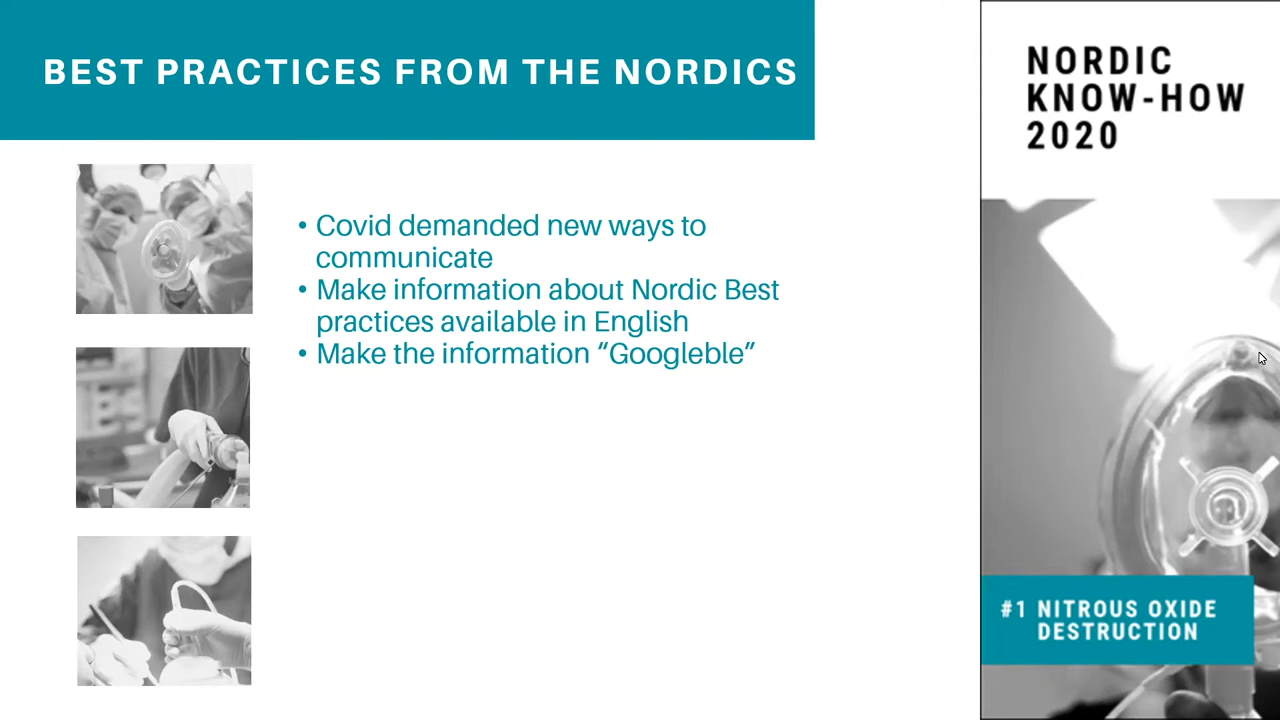 BEST PRACTICES FROM THE NORDICS
• Covid demanded new ways to
communicate
• Make information about Nordic Best
practices available in English
• Make the information “Googleble”
NORDIC
KNOW-HOW
2020
#1 NITROUS OXIDE
DESTRUCTION